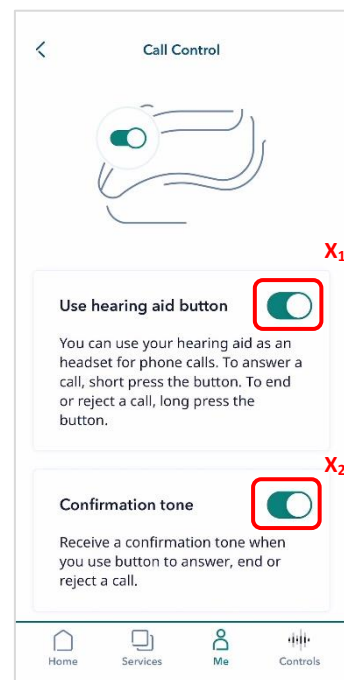 Call Control
X₁
Use hearing aid button
You can use your hearing aid as an
headset for phone calls. To answer a
call, short press the button. To end
or reject a call, long press the
button.
X₂
Confirmation tone
Receive a confirmation tone when
you use button to answer, end or
reject a call.
Home Services Me Controls